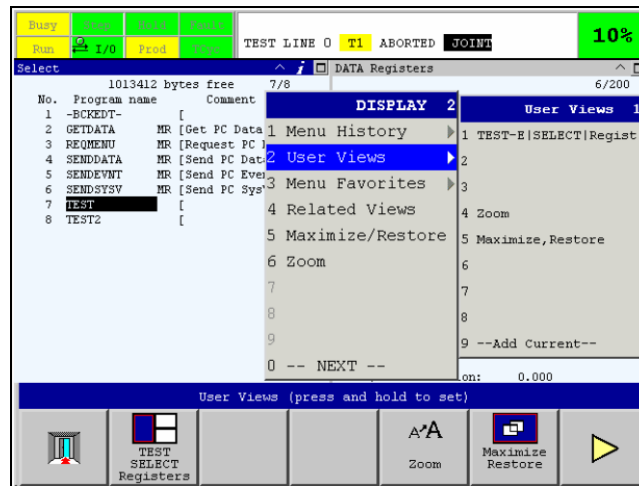 Busy Step Hold Fault
Run I/O Prod TCyc
TEST LINE 0 T1 ABORTED JOINT
10%
Select
DATA Registers
1013412 bytes free 7/8
6/200
No. Program name Comment
1 -BCKEDT- [
2 GETDATA MR [Get PC Data
3 REQMENU MR [Request PC
4 SENDDATA MR [Send PC Dat
5 SENDEVNT MR [Send PC Even
6 SENDSYSV MR [Send PC Sys
7 TEST [
8 TEST2 [
DISPLAY 2
1 Menu History
2 User Views
3 Menu Favorites
4 Related Views
5 Maximize/Restore
6 Zoom
7
8
9
0 -- NEXT --
User Views 1
1 TEST-E|SELECT|Regist
2
3
4 Zoom
5 Maximize,Restore
6
7
8
9 --Add Current--
on: 0.000
User Views (press and hold to set)
TEST
SELECT
Registers
A↗A
Zoom
Maximize
Restore